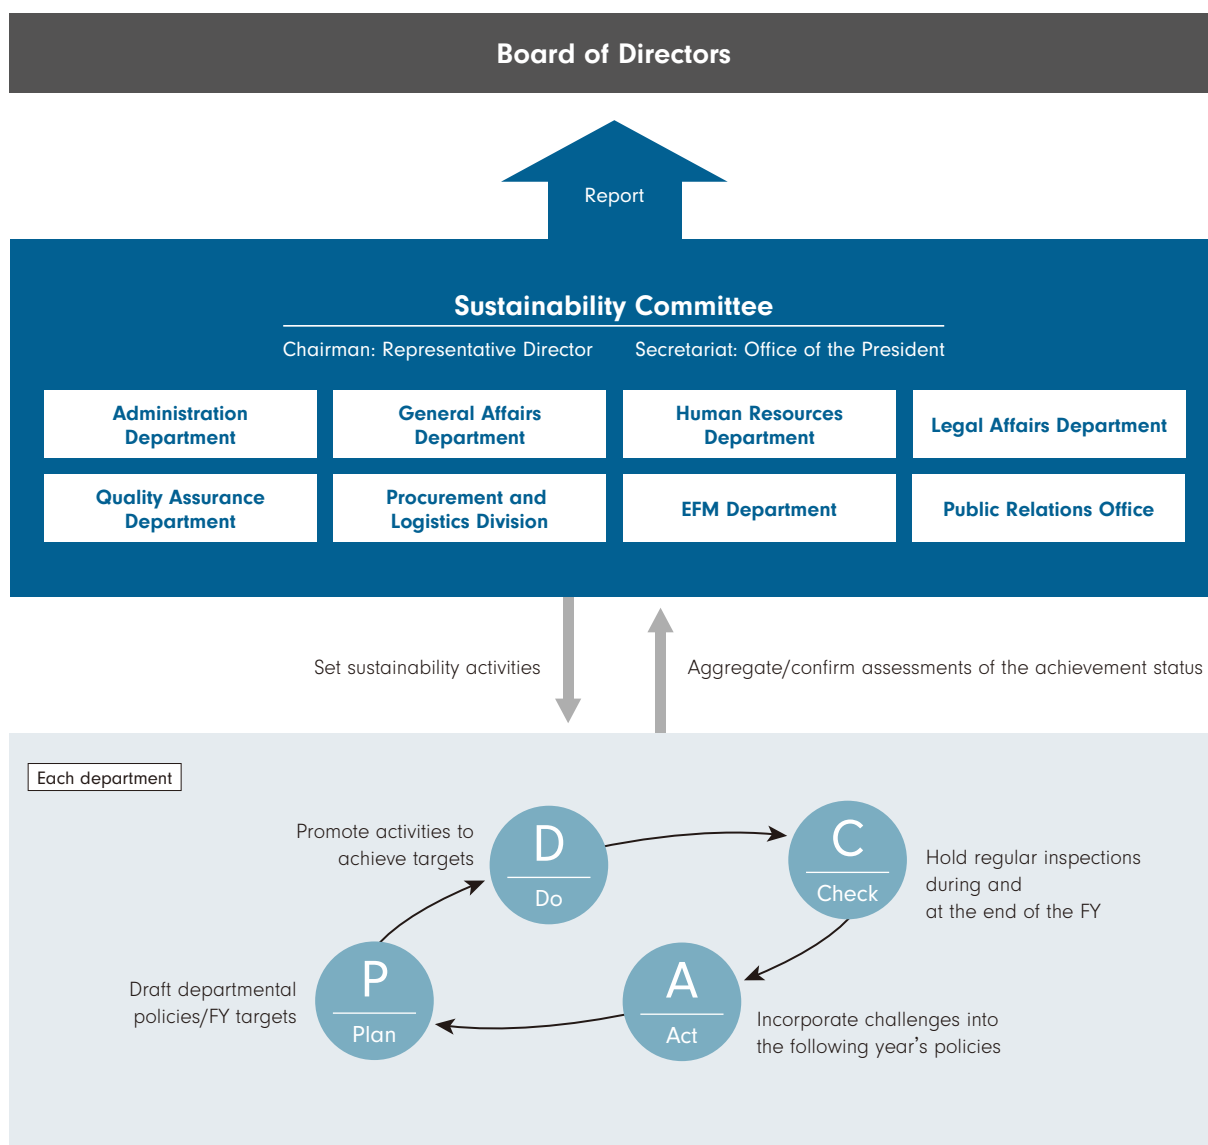 Board of Directors
Report
Sustainability Committee
Chairman: Representative Director
Secretariat: Office of the President
Administration
Department
General Affairs
Department
Human Resources
Department
Legal Affairs Department
Quality Assurance
Department
Procurement and
Logistics Division
EFM Department
Public Relations Office
Set sustainability activities
Aggregate/confirm assessments of the achievement status
Each department
Promote activities to
achieve targets
D
Do
C
Check
Hold regular inspections
during and
at the end of the FY
Draft departmental
policies/FY targets
P
Plan
A
Act
Incorporate challenges into
the following year’s policies